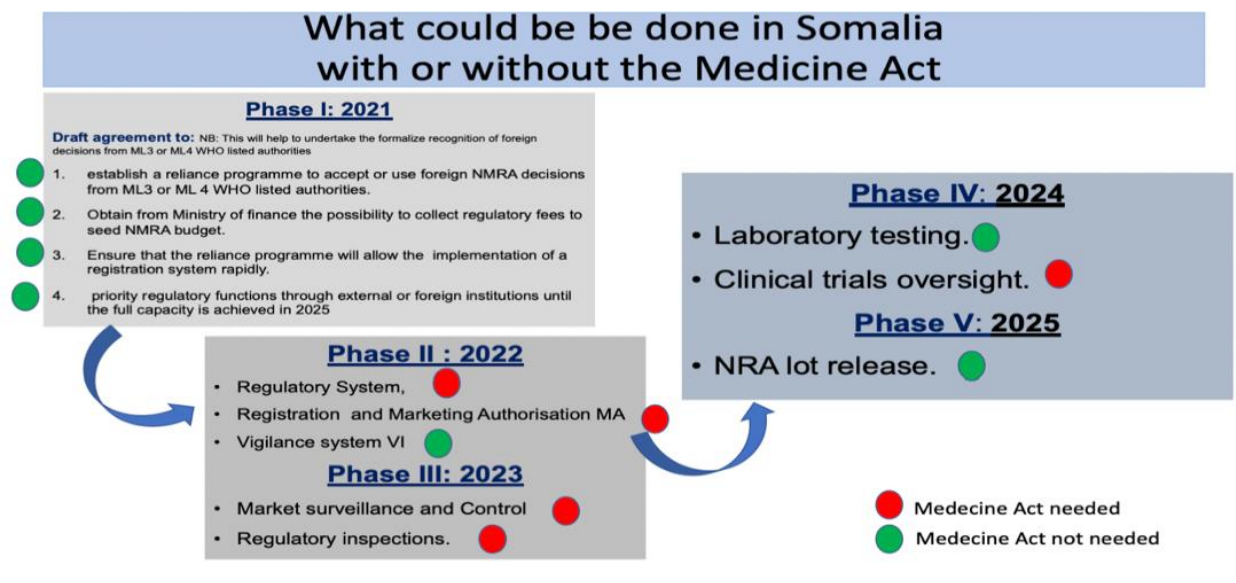 What could be be done in Somalia
with or without the Medicine Act
Phase I: 2021
Draft agreement to: NB: This will help to undertake the formalize recognition of foreign
decisions from ML3 or ML4 WHO listed authorities
1. establish a reliance programme to accept or use foreign NMRA decisions
from ML3 or ML 4 WHO listed authorities.
2. Obtain from Ministry of finance the possibility to collect regulatory fees to
seed NMRA budget.
3. Ensure that the reliance programme will allow the implementation of a
registration system rapidly.
4. priority regulatory functions through external or foreign institutions until
the full capacity is achieved in 2025
Phase II : 2022
• Regulatory System,
• Registration and Marketing Authorisation MA
• Vigilance system VI
Phase III: 2023
• Market surveillance and Control
• Regulatory inspections.
Phase IV: 2024
• Laboratory testing.
• Clinical trials oversight.
Phase V: 2025
• NRA lot release.
Medecine Act needed
Medecine Act not needed